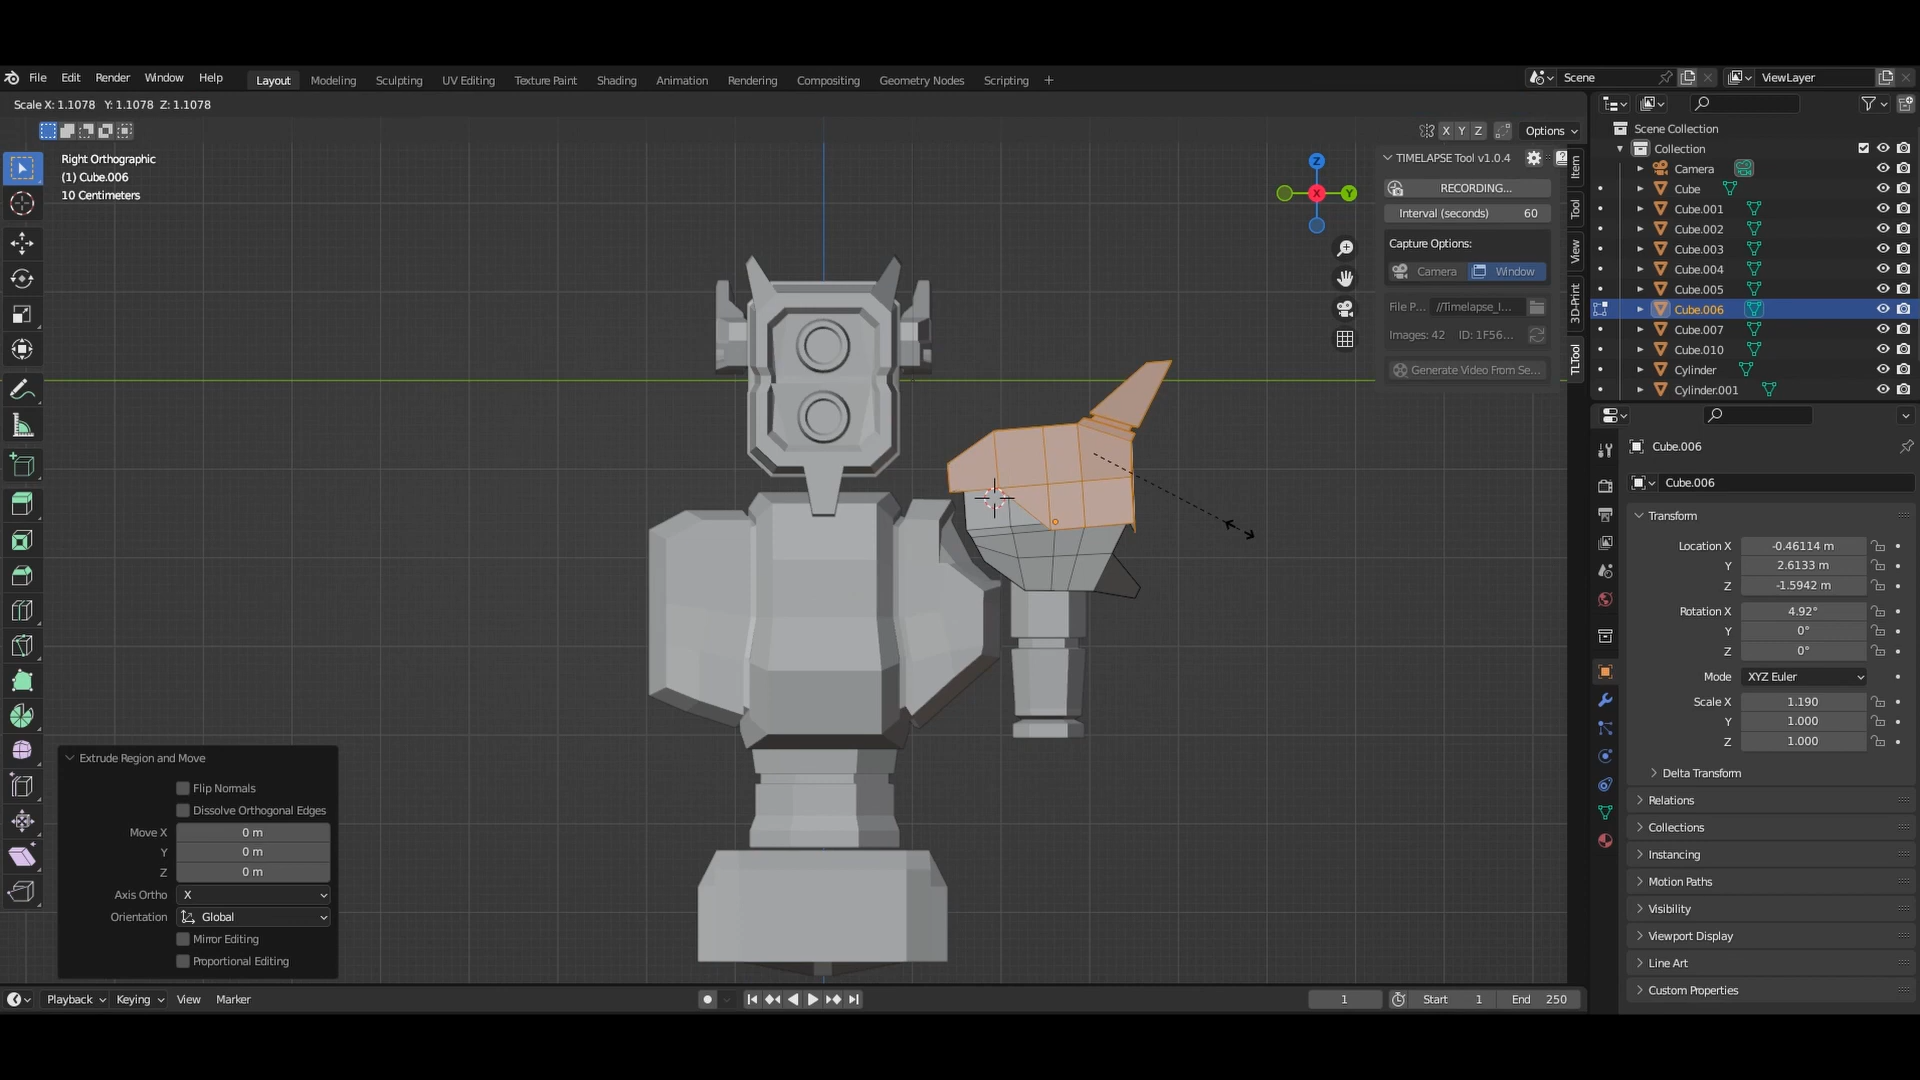 File Edit Render Window Help Layout Modeling Sculpting UV Editing Texture Paint Shading Animation Rendering Compositing Geometry Nodes Scripting + Scene ViewLayer
Scale X: 1.1078 Y: 1.1078 Z: 1.1078
X Y Z Options
Right Orthographic
(1) Cube.006
10 Centimeters
Z
X
Y
TIMELAPSE Tool v1.0.4
RECORDING...
Interval (seconds) 60
Capture Options:
Camera Window
File P... //Timelapse_I...
Images: 42 ID: 1F56...
Generate Video From Se...
Item
Tool
View
3D-Print
TLTool
Scene Collection
Collection
Camera
Cube
Cube.001
Cube.002
Cube.003
Cube.004
Cube.005
Cube.006
Cube.007
Cube.010
Cylinder
Cylinder.001
Cube.006
Cube.006
Transform
Location X -0.46114 m
Y 2.6133 m
Z -1.5942 m
Rotation X 4.92°
Y 0°
Z 0°
Mode XYZ Euler
Scale X 1.190
Y 1.000
Z 1.000
Delta Transform
Relations
Collections
Instancing
Motion Paths
Visibility
Viewport Display
Line Art
Custom Properties
Extrude Region and Move
Flip Normals
Dissolve Orthogonal Edges
Move X 0 m
Y 0 m
Z 0 m
Axis Ortho X
Orientation Global
Mirror Editing
Proportional Editing
Playback Keying View Marker 1 Start 1 End 250